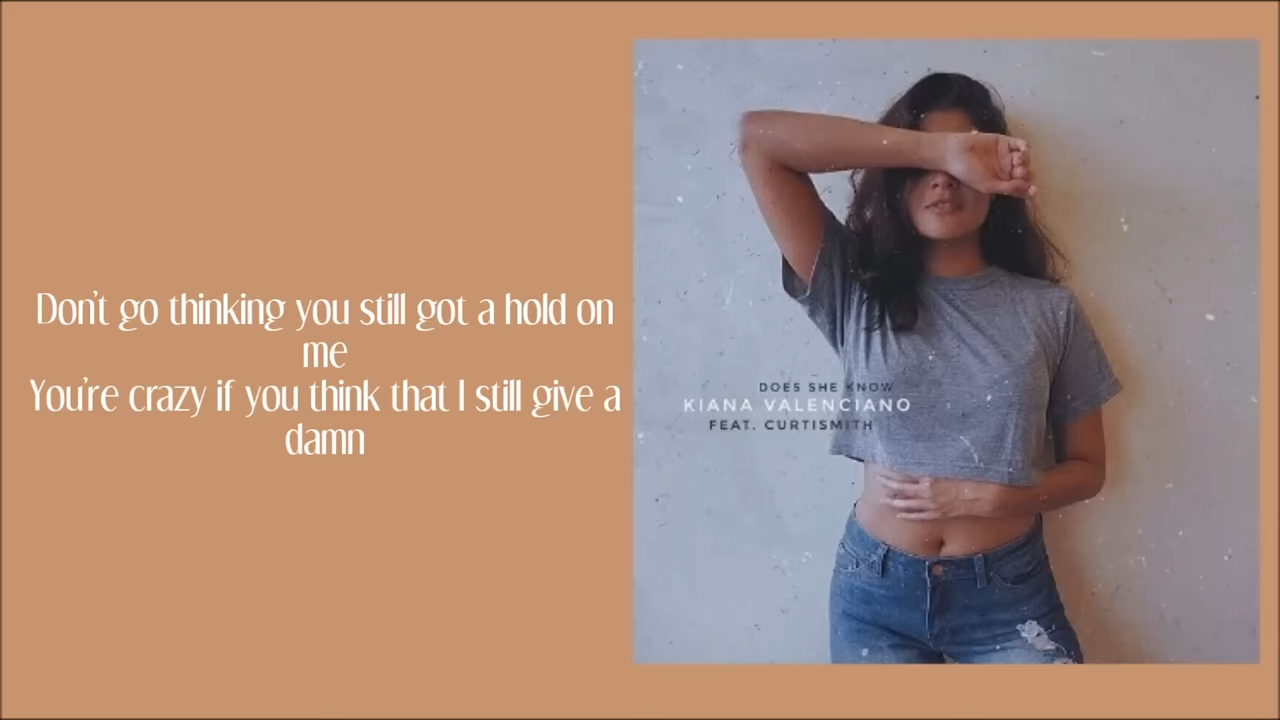 Don't go thinking you still got a hold on
me
You're crazy if you think that I still give a
damn
DOES SHE KNOW
KIANA VALENCIANO
FEAT. CURTISMITH